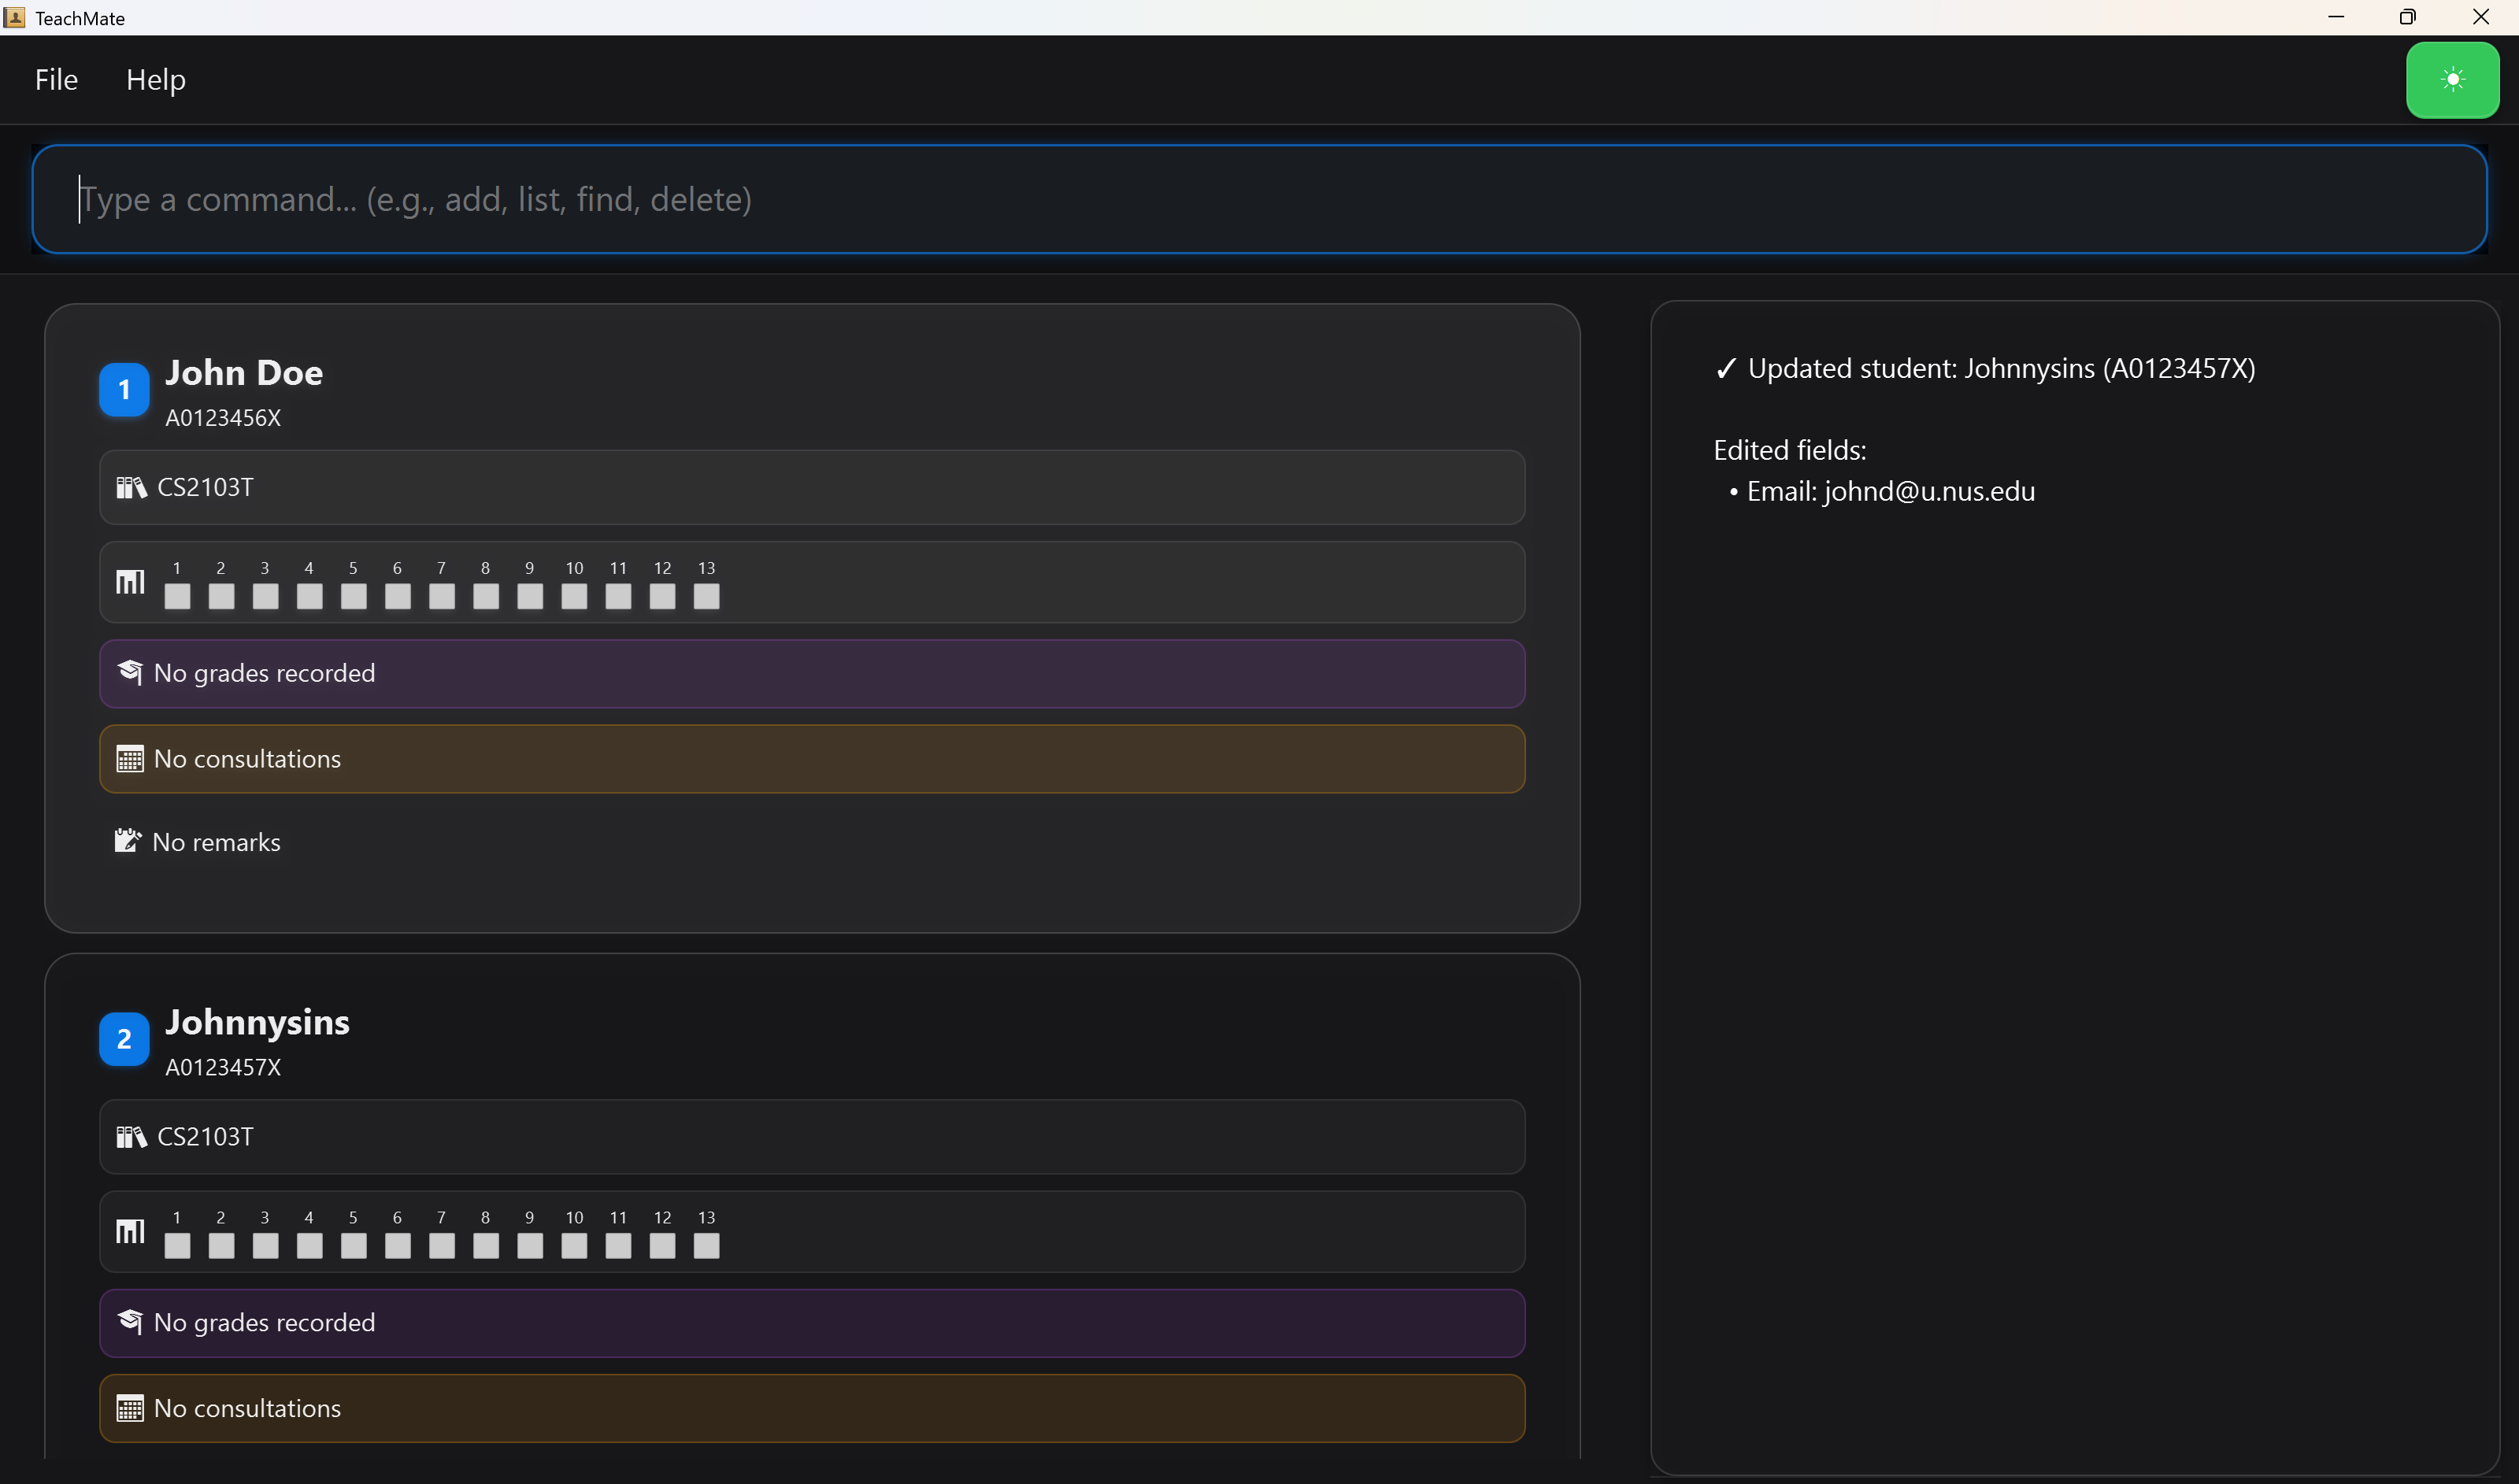 TeachMate
File Help
Type a command... (e.g., add, list, find, delete)
1 John Doe
A0123456X
CS2103T
1 2 3 4 5 6 7 8 9 10 11 12 13
No grades recorded
No consultations
No remarks
2 Johnnysins
A0123457X
CS2103T
1 2 3 4 5 6 7 8 9 10 11 12 13
No grades recorded
No consultations
✓ Updated student: Johnnysins (A0123457X)
Edited fields:
• Email: johnd@u.nus.edu